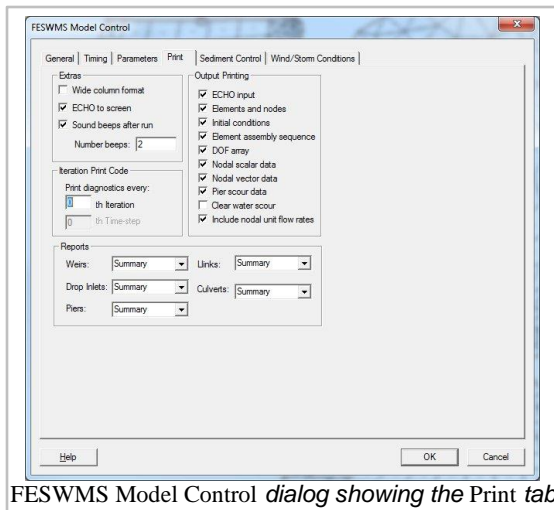 FESWMS Model Control
General Timing Parameters Print Sediment Control Wind/Storm Conditions
Extras
Wide column format
ECHO to screen
Sound beeps after run
Number beeps: 2
Iteration Print Code
Print diagnostics every:
0 th Iteration
0 th Time-step
Output Printing
ECHO input
Elements and nodes
Initial conditions
Element assembly sequence
DOF array
Nodal scalar data
Nodal vector data
Pier scour data
Clear water scour
Include nodal unit flow rates
Reports
Weirs: Summary Llinks: Summary
Drop Inlets: Summary Culverts: Summary
Piers: Summary
Help OK Cancel
FESWMS Model Control dialog showing the Print tab